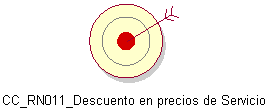 CC_RN011_Descuento en precios de Servicio